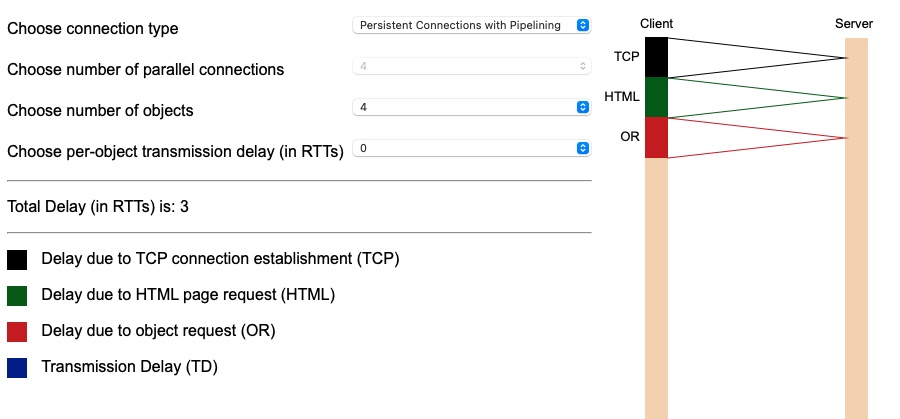 Choose connection type
Persistent Connections with Pipelining
Choose number of parallel connections
4
Choose number of objects
4
Choose per-object transmission delay (in RTTs)
0
Total Delay (in RTTs) is: 3
Delay due to TCP connection establishment (TCP)
Delay due to HTML page request (HTML)
Delay due to object request (OR)
Transmission Delay (TD)
Client
Server
TCP
HTML
OR